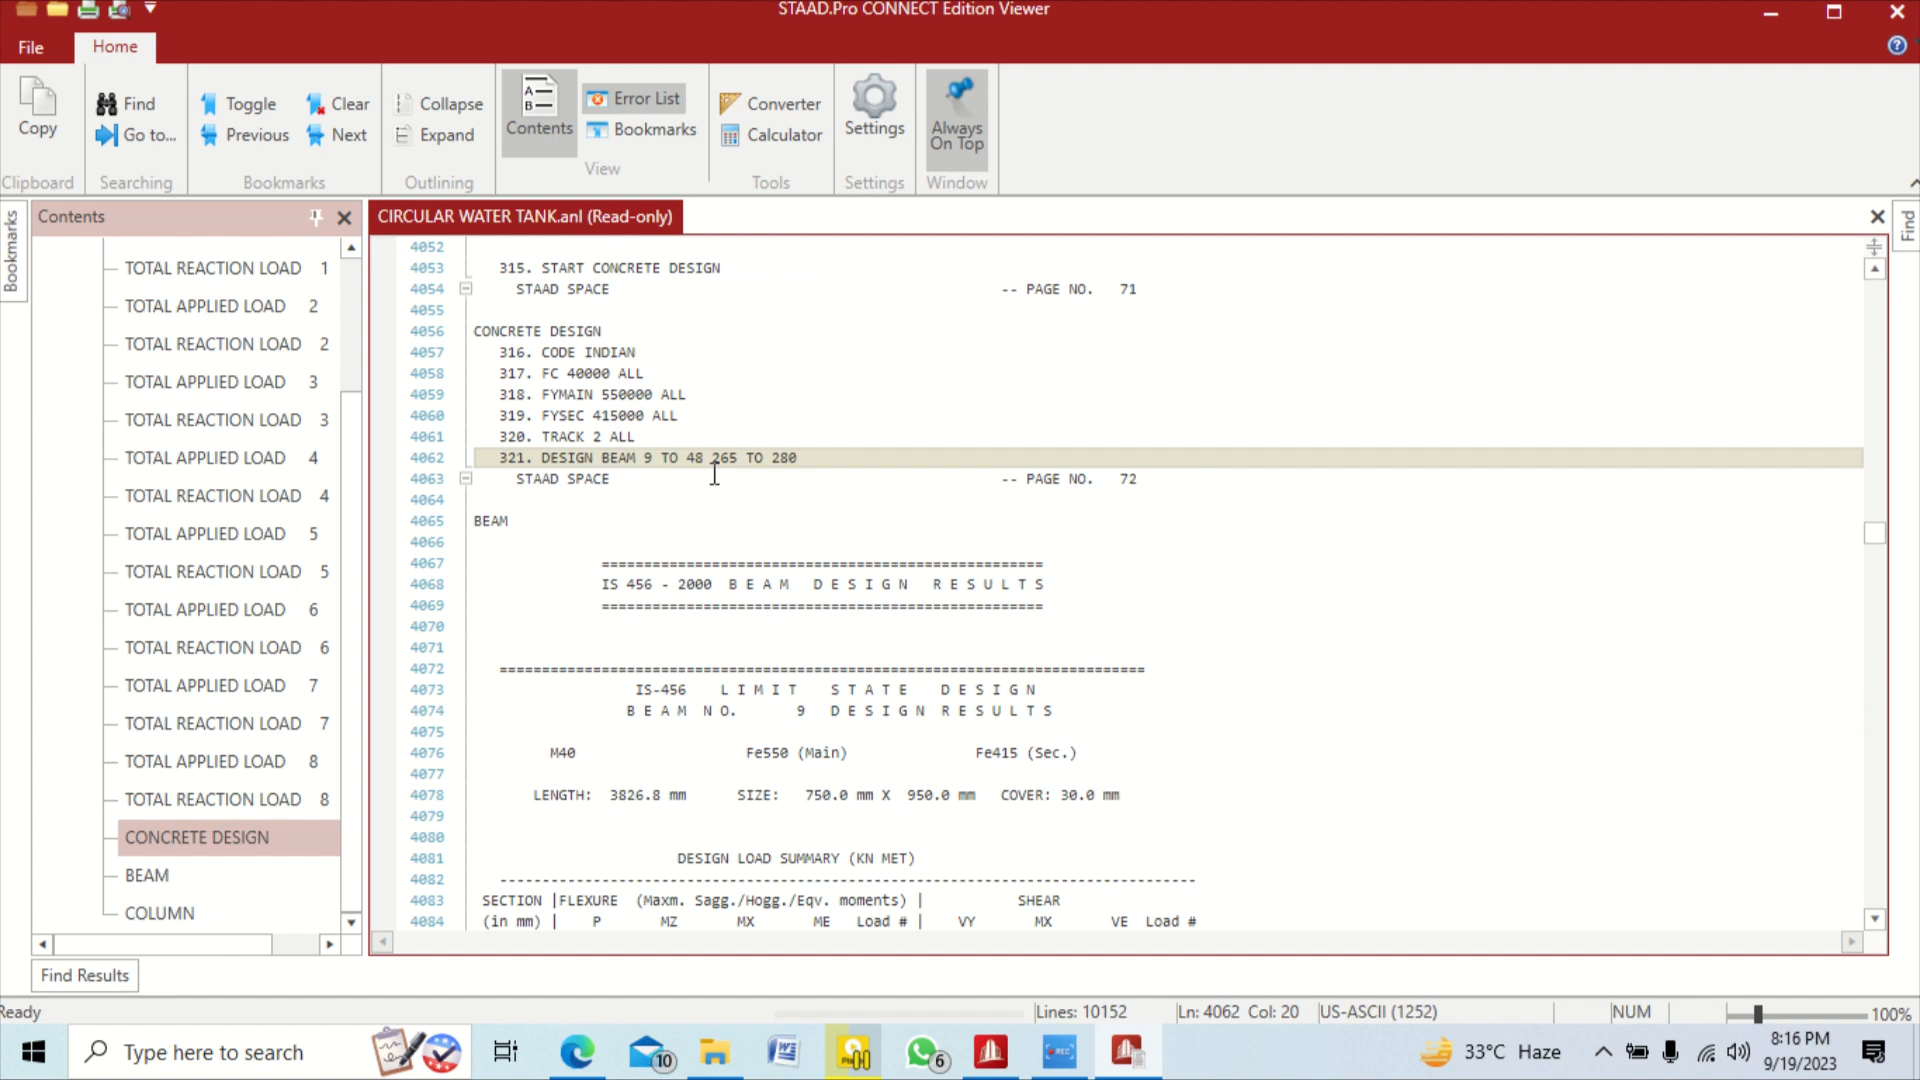 STAAD.Pro CONNECT Edition Viewer
File
Home
Copy
Clipboard
Find
Go to...
Searching
Toggle
Clear
Previous
Next
Bookmarks
Collapse
Expand
Outlining
Contents
Error List
Bookmarks
View
Converter
Calculator
Tools
Settings
Settings
Always
On Top
Window
Bookmarks
Contents
TOTAL REACTION LOAD 1
TOTAL APPLIED LOAD 2
TOTAL REACTION LOAD 2
TOTAL APPLIED LOAD 3
TOTAL REACTION LOAD 3
TOTAL APPLIED LOAD 4
TOTAL REACTION LOAD 4
TOTAL APPLIED LOAD 5
TOTAL REACTION LOAD 5
TOTAL APPLIED LOAD 6
TOTAL REACTION LOAD 6
TOTAL APPLIED LOAD 7
TOTAL REACTION LOAD 7
TOTAL APPLIED LOAD 8
TOTAL REACTION LOAD 8
CONCRETE DESIGN
BEAM
COLUMN
CIRCULAR WATER TANK.anl (Read-only)
Find
4052
4053 315. START CONCRETE DESIGN
4054 STAAD SPACE -- PAGE NO. 71
4055
4056 CONCRETE DESIGN
4057 316. CODE INDIAN
4058 317. FC 40000 ALL
4059 318. FYMAIN 550000 ALL
4060 319. FYSEC 415000 ALL
4061 320. TRACK 2 ALL
4062 321. DESIGN BEAM 9 TO 48 265 TO 280
4063 STAAD SPACE -- PAGE NO. 72
4064
4065 BEAM
4066
4067 ====================================================
4068 IS 456 - 2000 B E A M D E S I G N R E S U L T S
4069 ====================================================
4070
4071
4072 ============================================================================
4073 IS-456 L I M I T S T A T E D E S I G N
4074 B E A M N O. 9 D E S I G N R E S U L T S
4075
4076 M40 Fe550 (Main) Fe415 (Sec.)
4077
4078 LENGTH: 3826.8 mm SIZE: 750.0 mm X 950.0 mm COVER: 30.0 mm
4079
4080
4081 DESIGN LOAD SUMMARY (KN MET)
4082 ----------------------------------------------------------------------------------
4083 SECTION |FLEXURE (Maxm. Sagg./Hogg./Eqv. moments) | SHEAR
4084 (in mm) | P MZ MX ME Load # | VY MX VE Load #
Find Results
Ready
Lines: 10152
Ln: 4062 Col: 20
US-ASCII (1252)
NUM
100%
Type here to search
10
6
REC
33°C Haze
8:16 PM
9/19/2023